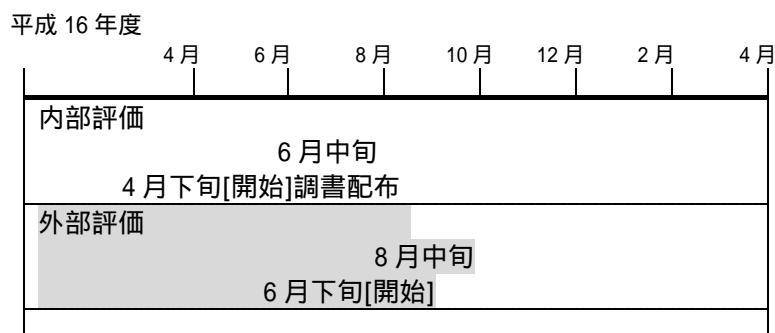 平成 16 年度
4 月 6 月 8 月 10 月 12 月 2 月 4 月
内部評価
6 月中旬
4 月下旬[開始]調書配布
外部評価
8 月中旬
6 月下旬[開始]